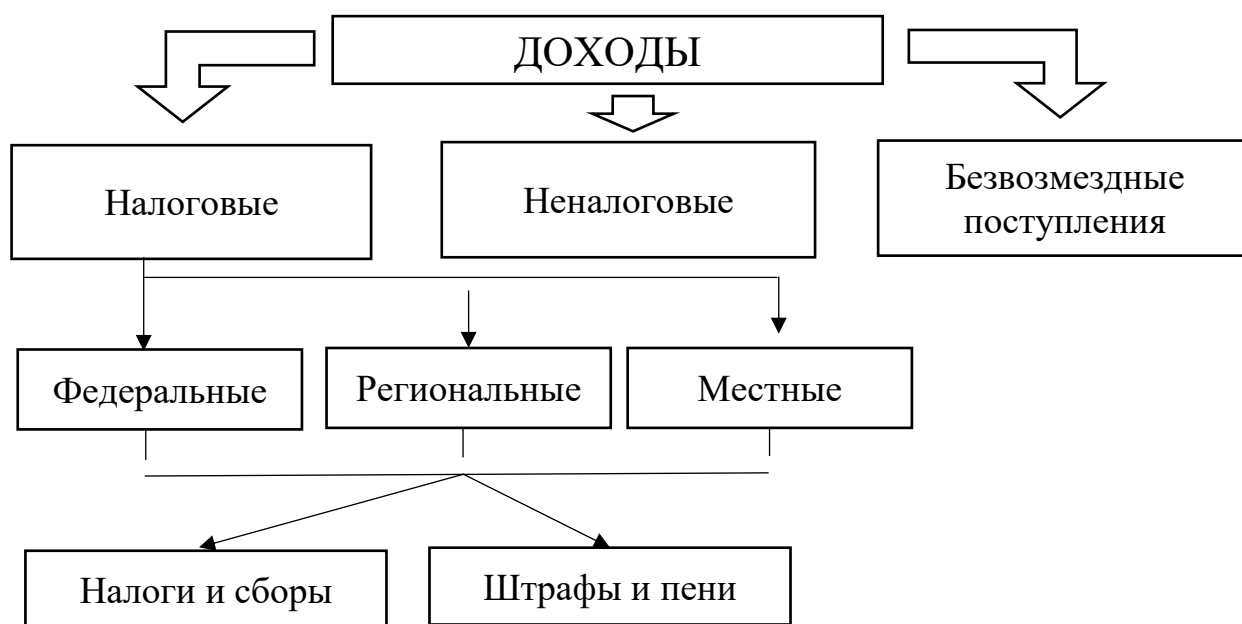 ДОХОДЫ
Налоговые
Неналоговые
Безвозмездные
поступления
Федеральные
Региональные
Местные
Налоги и сборы
Штрафы и пени